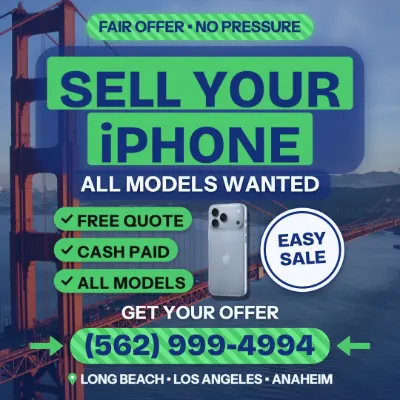 FAIR OFFER • NO PRESSURE
SELL YOUR
iPHONE
ALL MODELS WANTED
✓ FREE QUOTE
✓ CASH PAID
✓ ALL MODELS
EASY
SALE
GET YOUR OFFER
(562) 999-4994
LONG BEACH • LOS ANGELES • ANAHEIM